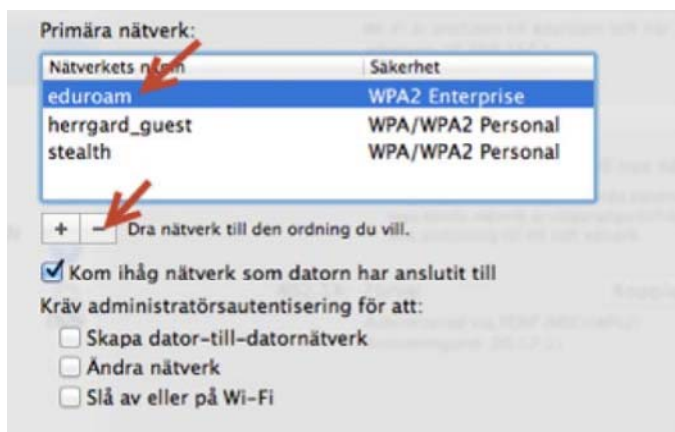 Primära nätverk:
Nätverkets namn Säkerhet
eduroam WPA2 Enterprise
herrgard_guest WPA/WPA2 Personal
stealth WPA/WPA2 Personal
+ − Dra nätverk till den ordning du vill.
Kom ihåg nätverk som datorn har anslutit till
Kräv administratörsautentisering för att:
Skapa dator-till-datornätverk
Ändra nätverk
Slå av eller på Wi-Fi